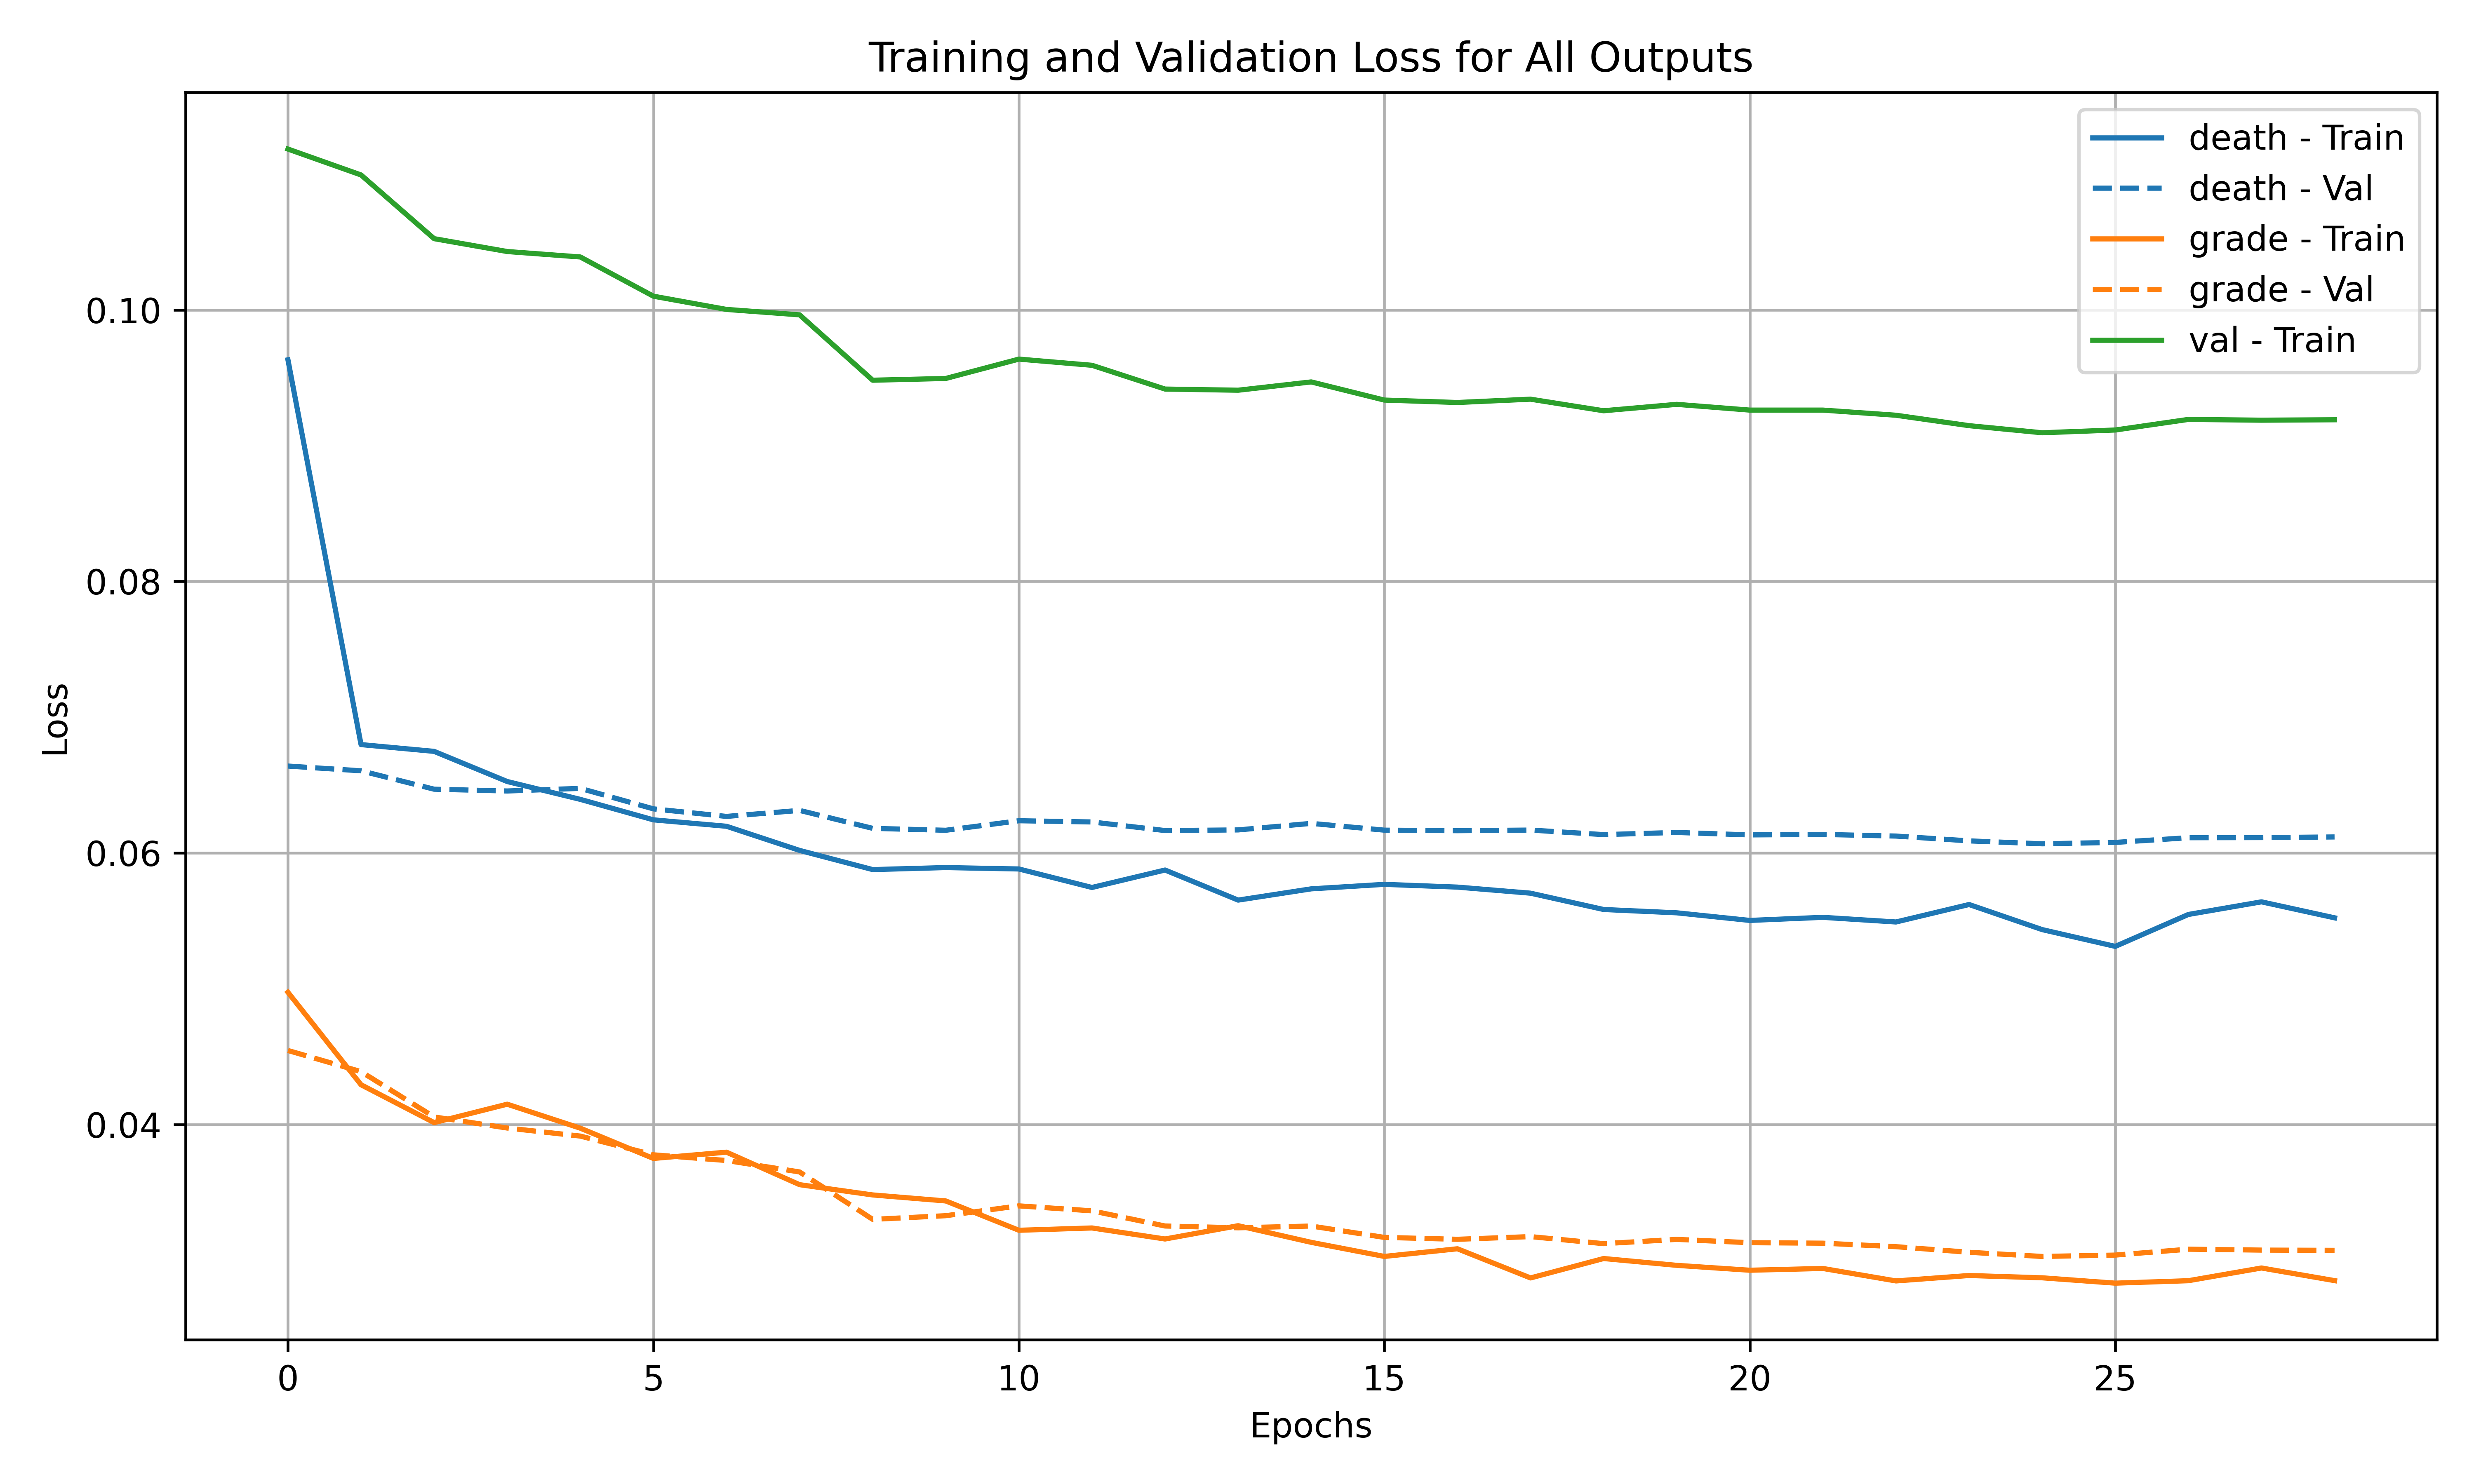 Training and Validation Loss for All Outputs
death - Train
death - Val
grade - Train
grade - Val
val - Train
0.10
0.08
0.06
0.04
Loss
0 5 10 15 20 25
Epochs